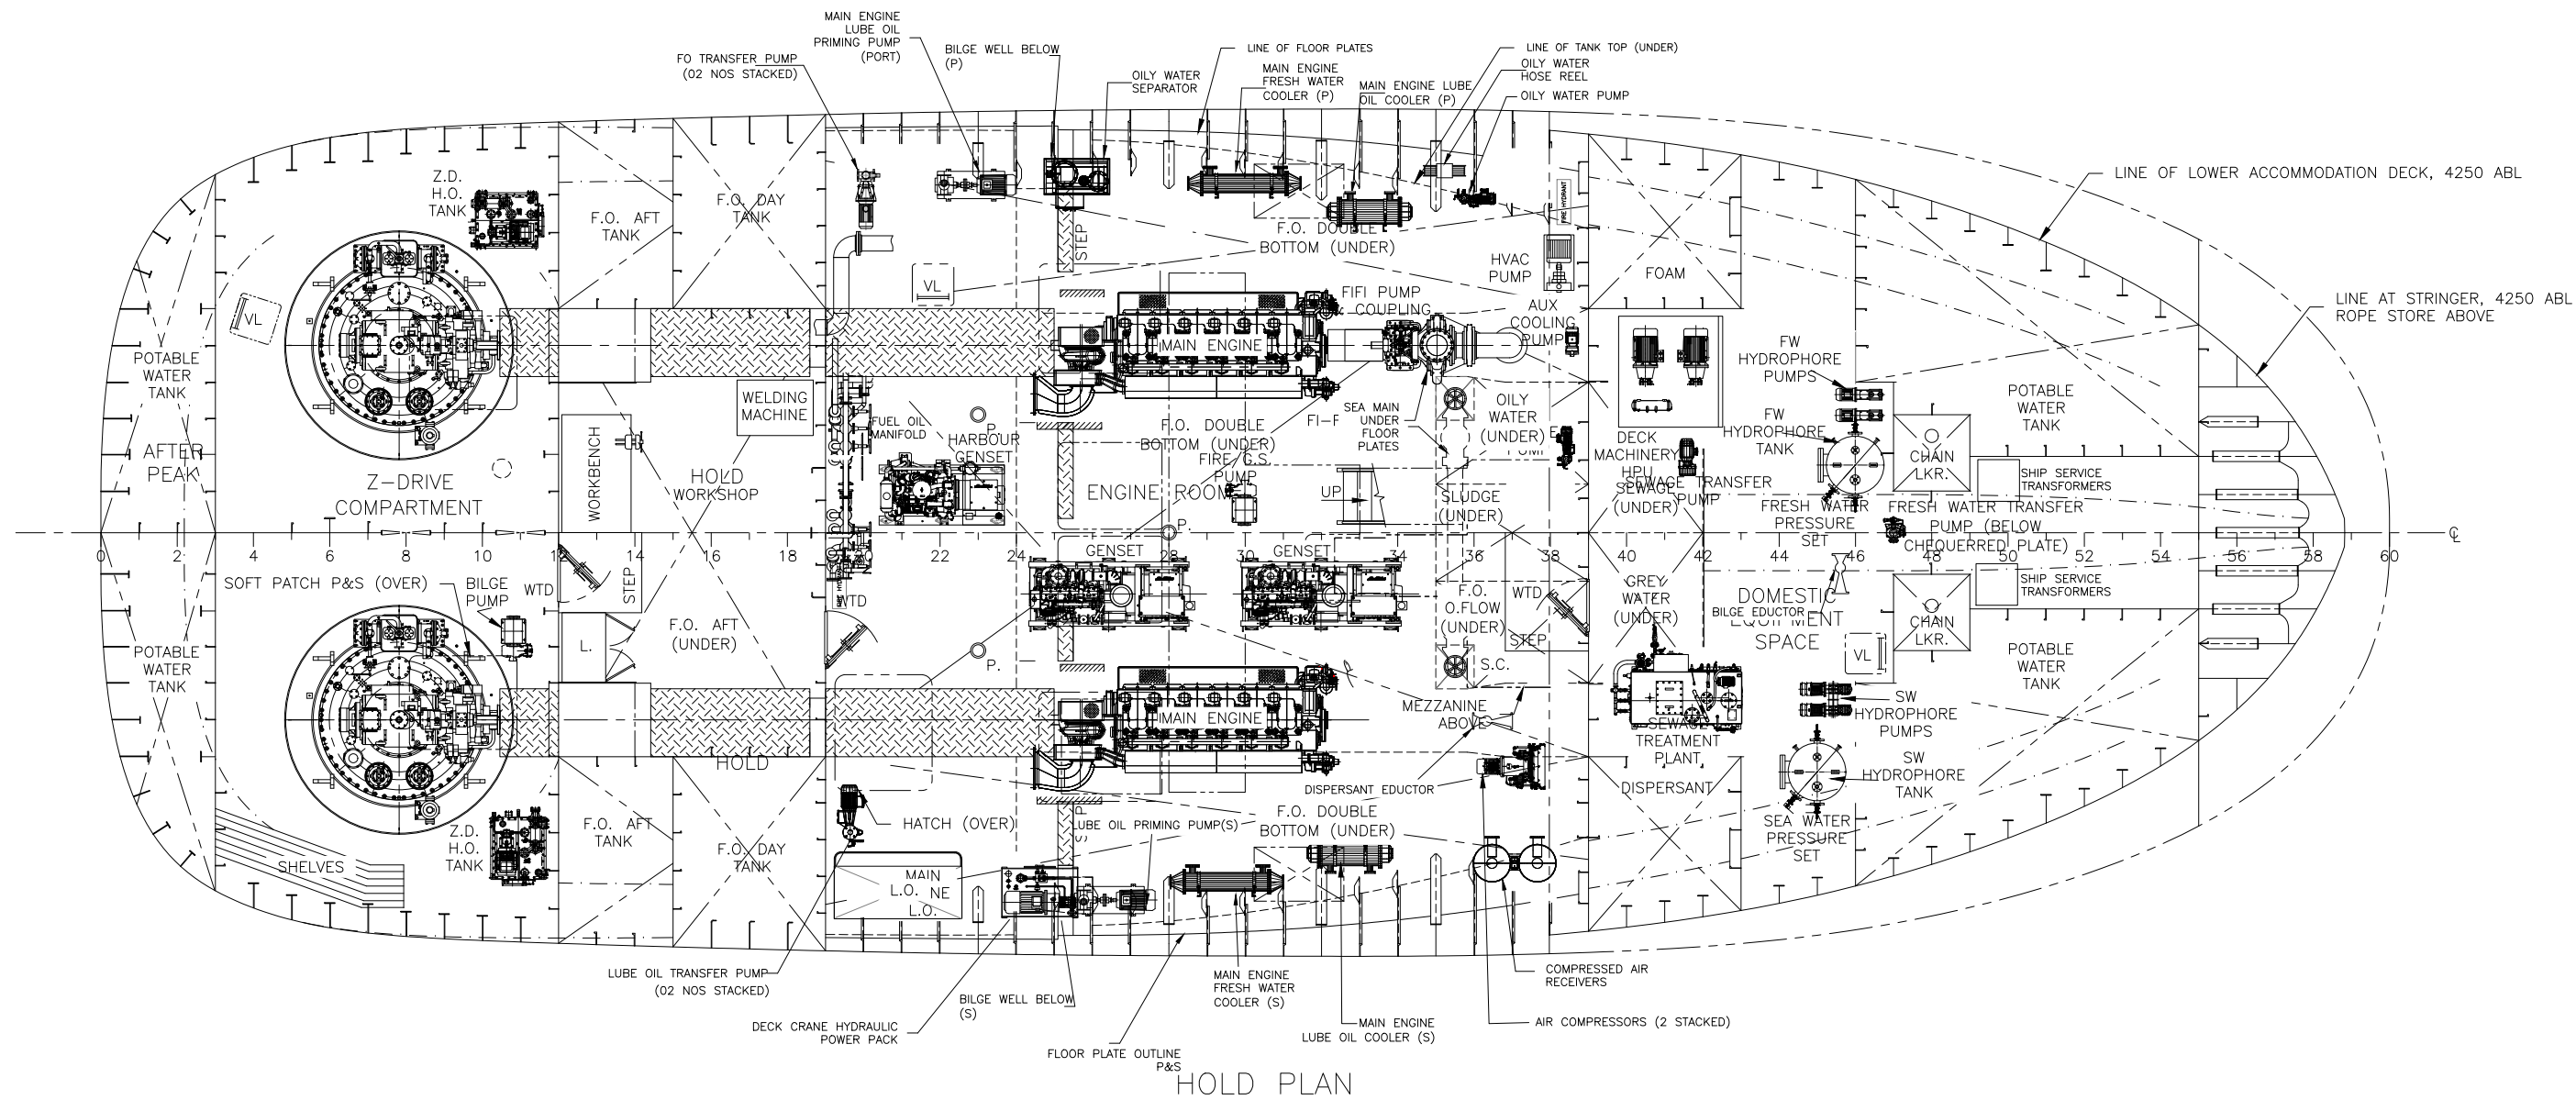 MAIN ENGINE
LUBE OIL
PRIMING PUMP
(PORT)
FO TRANSFER PUMP
(02 NOS STACKED)
BILGE WELL BELOW
(P)
OILY WATER
SEPARATOR
LINE OF FLOOR PLATES
MAIN ENGINE
FRESH WATER
COOLER (P)
MAIN ENGINE LUBE
OIL COOLER (P)
LINE OF TANK TOP (UNDER)
OILY WATER
HOSE REEL
OILY WATER PUMP
LINE OF LOWER ACCOMMODATION DECK, 4250 ABL
LINE AT STRINGER, 4250 ABL
ROPE STORE ABOVE
Z.D.
H.O.
TANK
F.O. AFT
TANK
F.O. DAY
TANK
STEP
F.O. DOUBLE
BOTTOM (UNDER)
FIRE HYDRANT
HVAC
PUMP
FOAM
VL
VL
FIFI PUMP
& COUPLING
AUX
COOLING
PUMP
MAIN ENGINE
POTABLE
WATER
TANK
AFTER
PEAK
Z-DRIVE
COMPARTMENT
WORKBENCH
WELDING
MACHINE
HOLD
WORKSHOP
FUEL OIL
MANIFOLD
HARBOUR
GENSET
P.
F.O. DOUBLE
BOTTOM (UNDER)
FIRE/G.S.
PUMP
FI-F
ENGINE ROOM
UP
SEA MAIN
UNDER
FLOOR
PLATES
OILY
WATER
(UNDER)
SLUDGE
(UNDER)
DECK
MACHINERY
HPU
SEWAGE
(UNDER)
SEWAGE TRANSFER
PUMP
FW
HYDROPHORE
PUMPS
FW
HYDROPHORE
TANK
FRESH WATER
PRESSURE
SET
CHAIN
LKR.
SHIP SERVICE
TRANSFORMERS
FRESH WATER TRANSFER
PUMP (BELOW
CHEQUERRED PLATE)
POTABLE
WATER
TANK
P.
0 2 4 6 8 10 12 14 16 18 20 22 24 28 30 34 36 38 40 42 44 46 48 50 52 54 56 58 60
SOFT PATCH P&S (OVER)
BILGE
PUMP
WTD
STEP
L.
F.O. AFT
(UNDER)
WTD
P.
GENSET
GENSET
F.O.
O.FLOW
(UNDER)
WTD
STEP
S.C.
GREY
WATER
(UNDER)
DOMESTIC
EQUIPMENT
SPACE
BILGE EDUCTOR
CHAIN
LKR.
SHIP SERVICE
TRANSFORMERS
VL
POTABLE
WATER
TANK
POTABLE
WATER
TANK
MAIN ENGINE
MEZZANINE
ABOVE
SEWAGE
TREATMENT
PLANT
SW
HYDROPHORE
PUMPS
SW
HYDROPHORE
TANK
SEA WATER
PRESSURE
SET
HOLD
DISPERSANT EDUCTOR
DISPERSANT
SHELVES
Z.D.
H.O.
TANK
F.O. AFT
TANK
F.O. DAY
TANK
HATCH (OVER)
LUBE OIL PRIMING PUMP(S)
STEP
F.O. DOUBLE
BOTTOM (UNDER)
MAIN
L.O. NE
L.O.
LUBE OIL TRANSFER PUMP
(02 NOS STACKED)
DECK CRANE HYDRAULIC
POWER PACK
BILGE WELL BELOW
(S)
FLOOR PLATE OUTLINE
P&S
MAIN ENGINE
FRESH WATER
COOLER (S)
MAIN ENGINE
LUBE OIL COOLER (S)
COMPRESSED AIR
RECEIVERS
AIR COMPRESSORS (2 STACKED)
HOLD PLAN